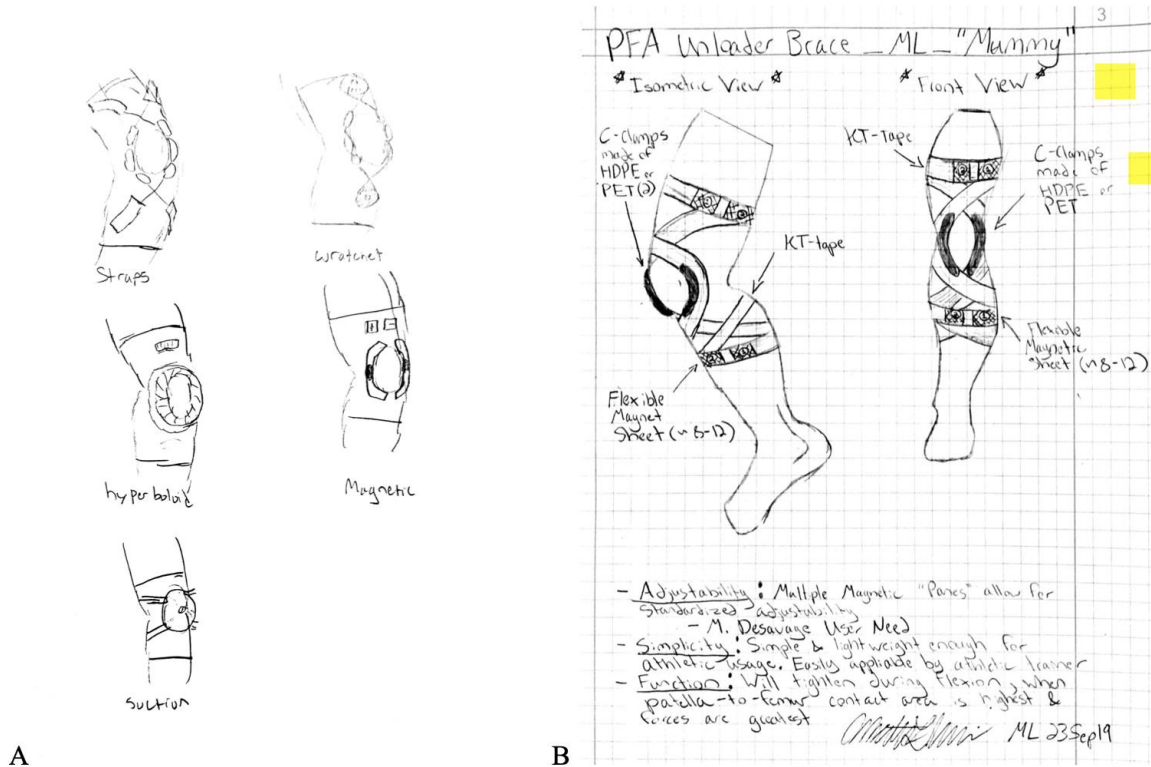 Straps
Wratchet
hyperboloid
Magnetic
suction
A
3
PFA Unloader Brace _ ML _ "Mummy"
* Isometric View *
* Front View *
C-Clamps
made of
HDPE or
PET (2)
KT-tape
Flexible
Magnet
Sheet (~8-12)
KT-Tape
C-Clamps
made of
HDPE or
PET
Flexible
Magnetic
Sheet (~8-12)
- Adjustability: Multiple Magnetic "Panes" allow for
standardized adjustability
- M. Desavage User Need
- Simplicity: Simple & lightweight enough for
athletic usage. Easily appliable by athletic trainer
- Function: Will tighten during flexion, when
patella-to-femur contact area is highest &
forces are greatest
ML 23Sep19
B